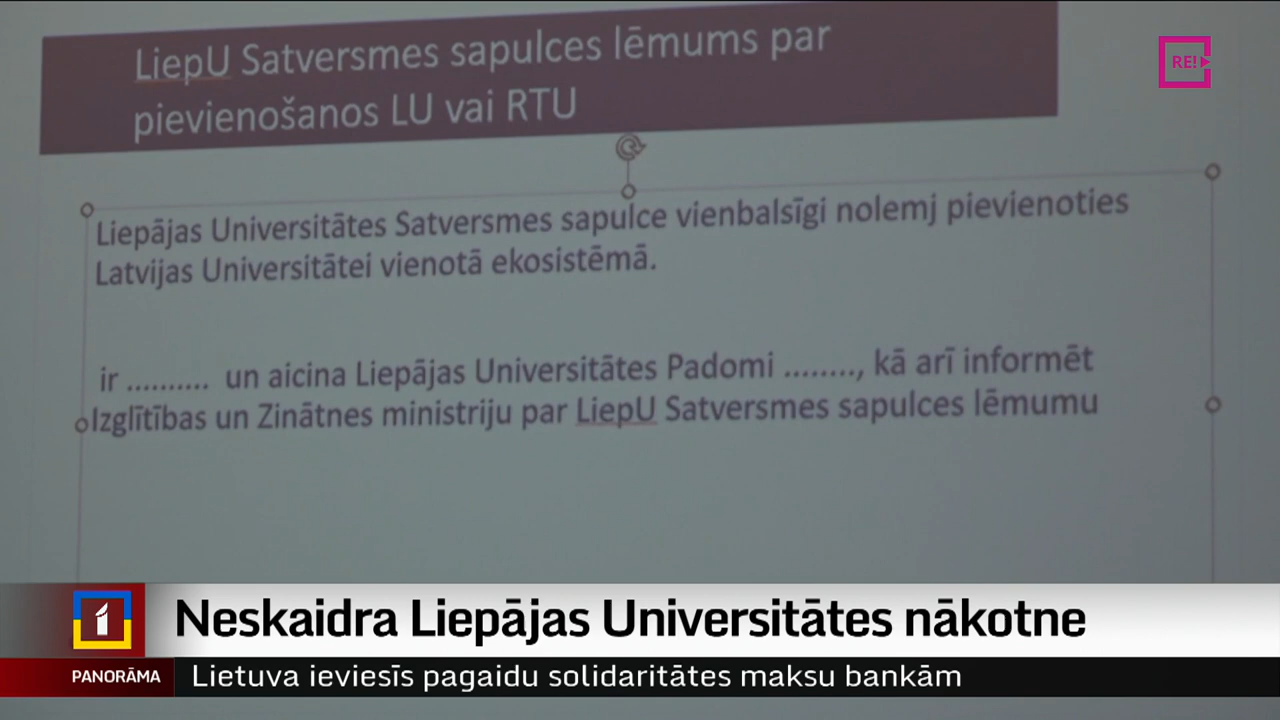 LiepU Satversmes sapulces lēmums par
pievienošanos LU vai RTU
RE!
Liepājas Universitātes Satversmes sapulce vienbalsīgi nolemj pievienoties
Latvijas Universitātei vienotā ekosistēmā.
ir .......... un aicina Liepājas Universitātes Padomi ........, kā arī informēt
Izglītības un Zinātnes ministriju par LiepU Satversmes sapulces lēmumu
1
Neskaidra Liepājas Universitātes nākotne
PANORĀMA
Lietuva ieviesīs pagaidu solidaritātes maksu bankām